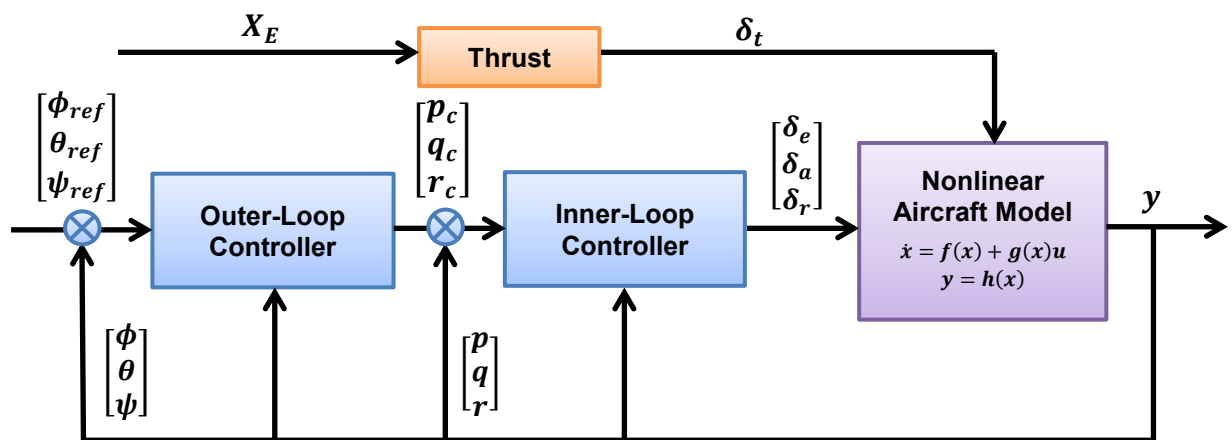 X_E
Thrust
δ_t
[ϕ_ref
θ_ref
ψ_ref]
[p_c
q_c
r_c]
[δ_e
δ_a
δ_r]
Outer-Loop
Controller
Inner-Loop
Controller
Nonlinear
Aircraft Model
ẋ = f(x) + g(x)u
y = h(x)
y
[ϕ
θ
ψ]
[p
q
r]